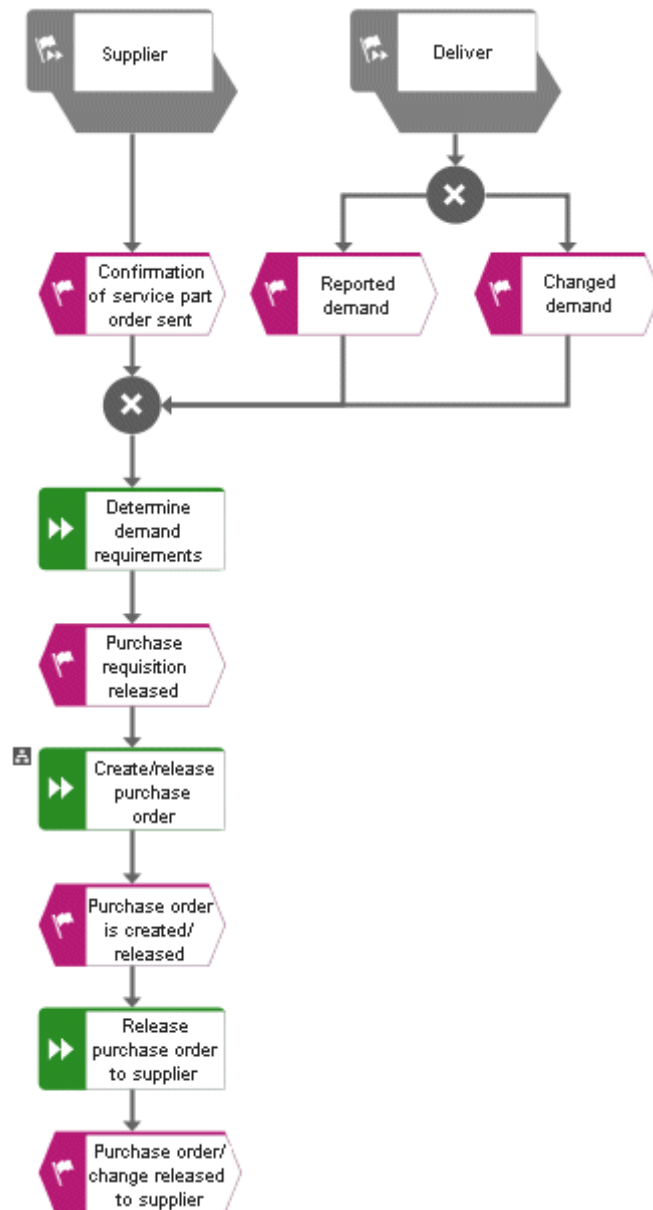 Supplier
Deliver
Confirmation
of service part
order sent
Reported
demand
Changed
demand
Determine
demand
requirements
Purchase
requisition
released
Create/release
purchase
order
Purchase order
is created/
released
Release
purchase order
to supplier
Purchase order/
change released
to supplier